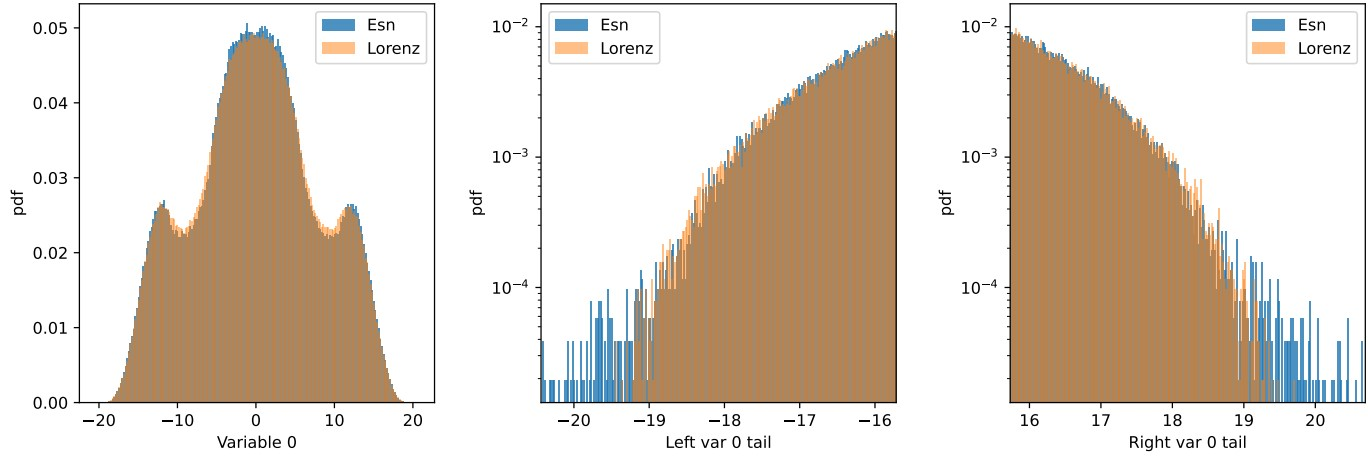 pdf
0.05
0.04
0.03
0.02
0.01
0.00
−20
−10
0
10
20
Variable 0
Esn
Lorenz
pdf
10⁻²
10⁻³
10⁻⁴
−20
−19
−18
−17
−16
Left var 0 tail
Esn
Lorenz
pdf
10⁻²
10⁻³
10⁻⁴
16
17
18
19
20
Right var 0 tail
Esn
Lorenz